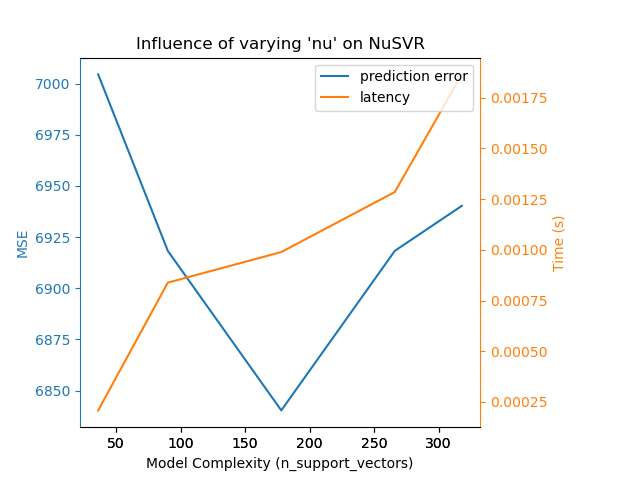 Influence of varying 'nu' on NuSVR
prediction error
latency
7000
6975
6950
6925
6900
6875
6850
MSE
0.00175
0.00150
0.00125
0.00100
0.00075
0.00050
0.00025
Time (s)
50 100 150 200 250 300
Model Complexity (n_support_vectors)